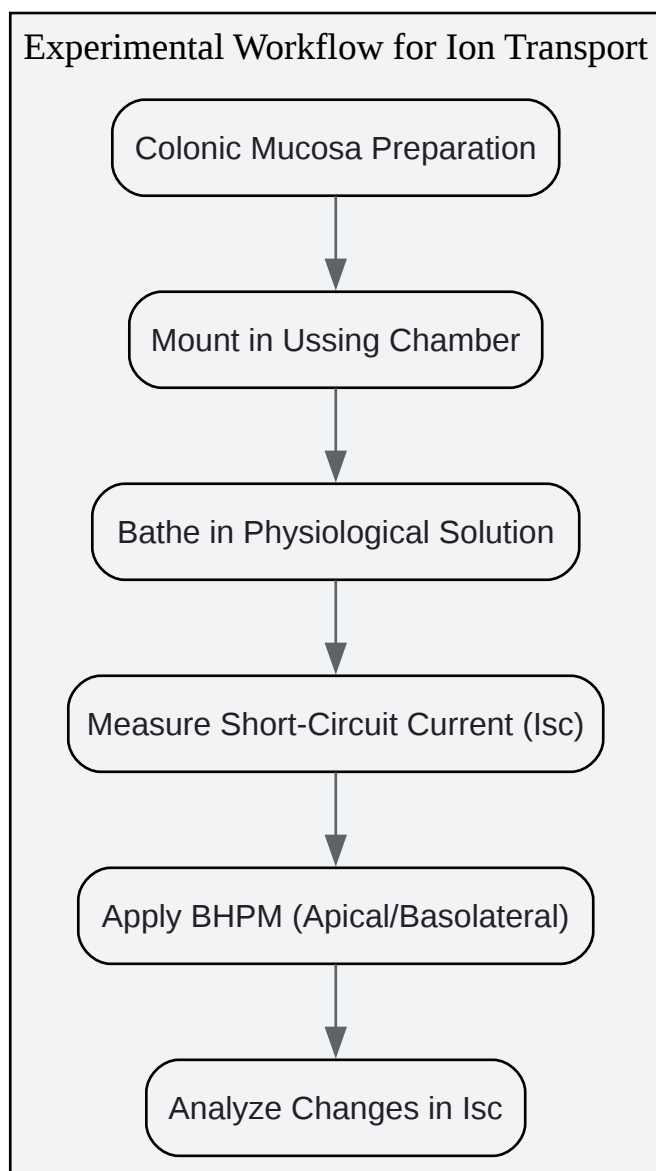 Experimental Workflow for Ion Transport
Colonic Mucosa Preparation
Mount in Ussing Chamber
Bathe in Physiological Solution
Measure Short-Circuit Current (Isc)
Apply BHPM (Apical/Basolateral)
Analyze Changes in Isc